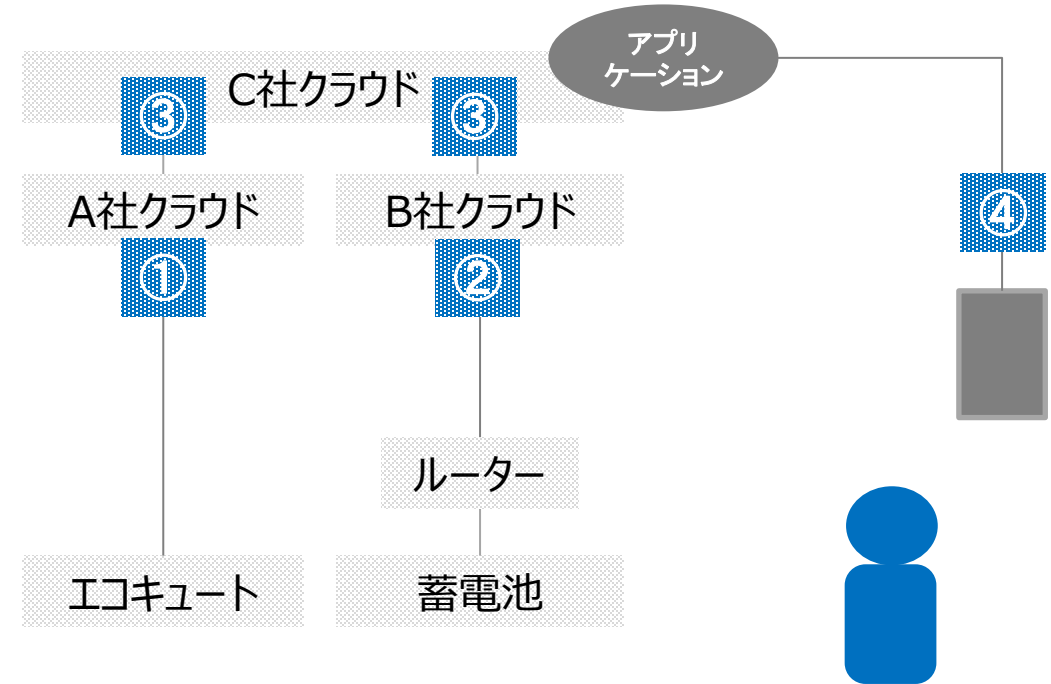 アプリ
ケーション
C社クラウド
③
③
A社クラウド
B社クラウド
④
①
②
ルーター
エコキュート
蓄電池